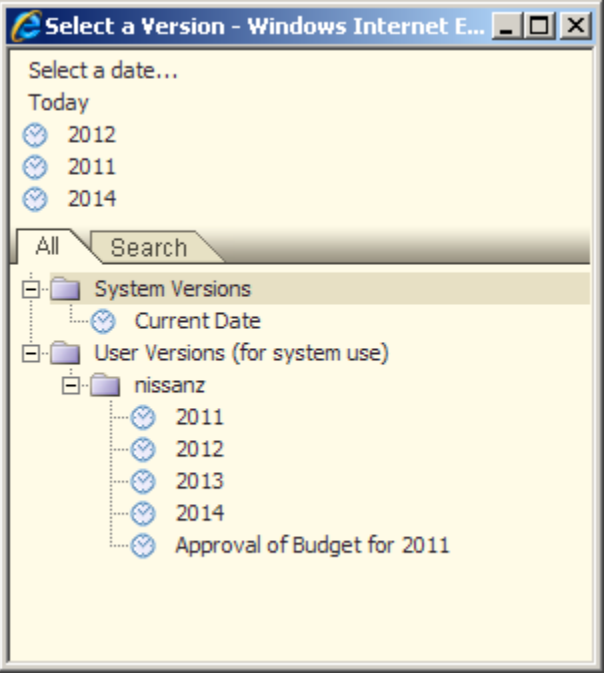 Select a Version - Windows Internet E...
Select a date...
Today
2012
2011
2014
All Search
System Versions
Current Date
User Versions (for system use)
nissanz
2011
2012
2013
2014
Approval of Budget for 2011